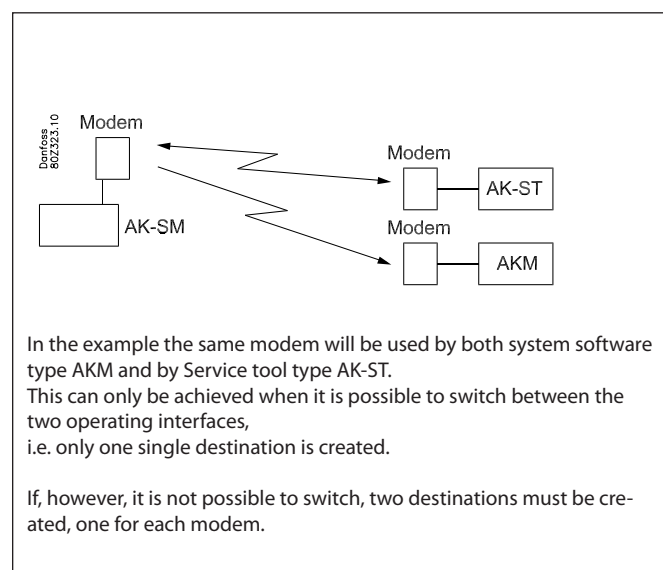 Danfoss
80Z323.10
Modem
Modem
AK-ST
Modem
AK-SM
AKM
In the example the same modem will be used by both system software
type AKM and by Service tool type AK-ST.
This can only be achieved when it is possible to switch between the
two operating interfaces,
i.e. only one single destination is created.
If, however, it is not possible to switch, two destinations must be cre-
ated, one for each modem.